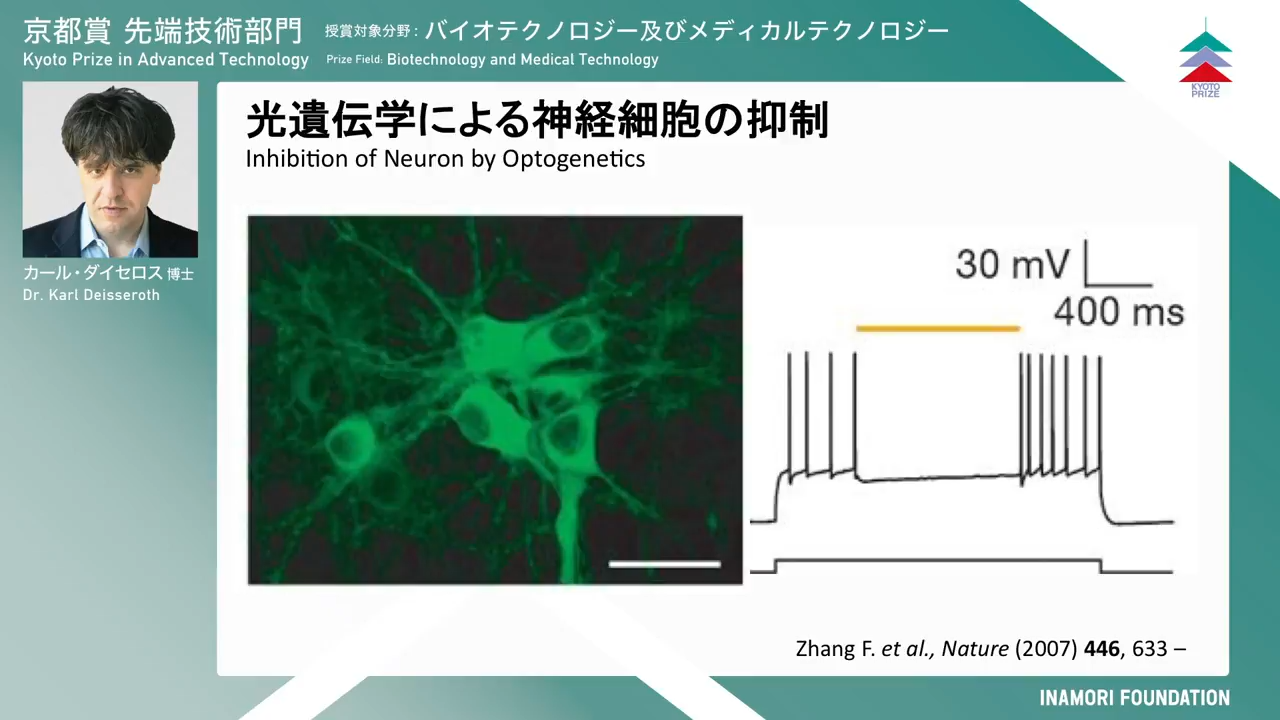 京都賞 先端技術部門 授賞対象分野: バイオテクノロジー及びメディカルテクノロジー
Kyoto Prize in Advanced Technology Prize Field: Biotechnology and Medical Technology
KYOTO
PRIZE
光遺伝学による神経細胞の抑制
Inhibition of Neuron by Optogenetics
カール・ダイセロス 博士
Dr. Karl Deisseroth
30 mV
400 ms
Zhang F. et al., Nature (2007) 446, 633 –
INAMORI FOUNDATION